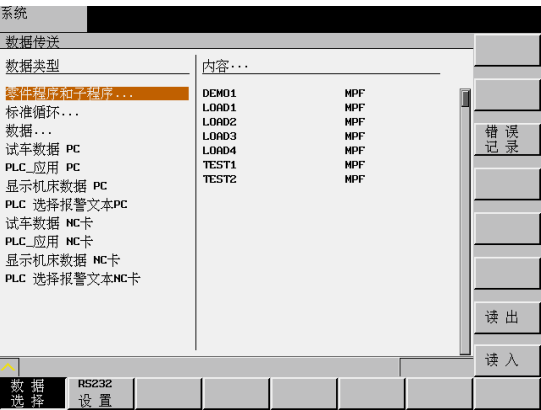 系统
数据传送
数据类型
内容···
零件程序和子程序...
标准循环···
数据···
试车数据 PC
PLC_应用 PC
显示机床数据 PC
PLC 选择报警文本PC
试车数据 NC卡
PLC_应用 NC卡
显示机床数据 NC卡
PLC 选择报警文本NC卡
DEMO1 MPF
LOAD1 MPF
LOAD2 MPF
LOAD3 MPF
LOAD4 MPF
TEST1 MPF
TEST2 MPF
错误
记录
读出
读入
数据
选择
RS232
设置